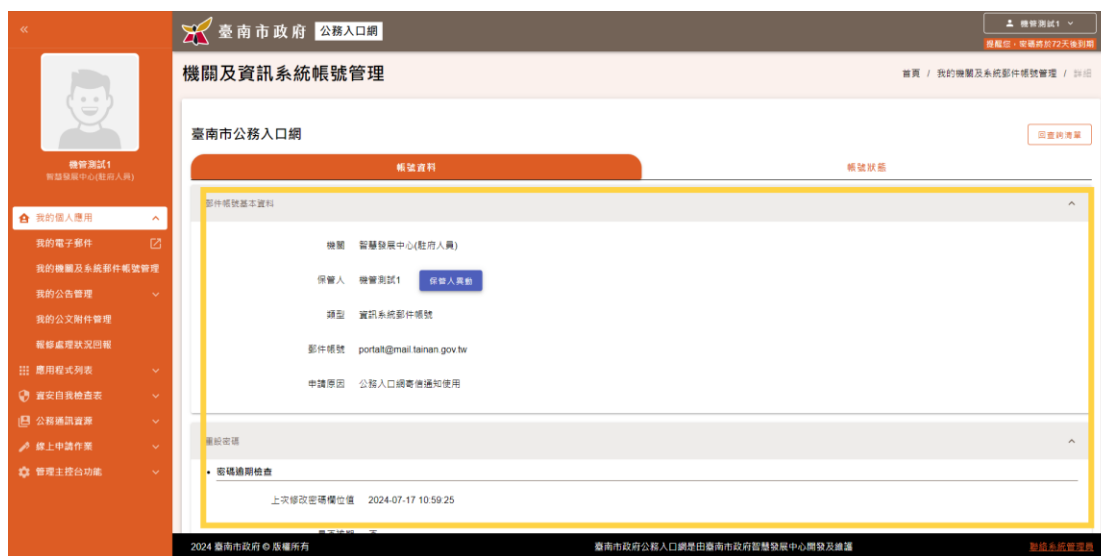 «
臺南市政府 公務入口網
機管測試1
提醒您，密碼將於72天後到期
機管測試1
智慧發展中心(駐府人員)
我的個人應用
我的電子郵件
我的機關及系統郵件帳號管理
我的公告管理
我的公文附件管理
報修處理狀況回報
應用程式列表
資安自我檢查表
公務通訊資源
線上申請作業
管理主控台功能
機關及資訊系統帳號管理
首頁 / 我的機關及系統郵件帳號管理 / 詳細
臺南市公務入口網
回查詢清單
帳號資料
帳號狀態
郵件帳號基本資料
機關 智慧發展中心(駐府人員)
保管人 機管測試1 保管人異動
類型 資訊系統郵件帳號
郵件帳號 portalt@mail.tainan.gov.tw
申請原因 公務入口網寄信通知使用
重設密碼
• 密碼逾期檢查
上次修改密碼欄位值 2024-07-17 10:59:25
2024 臺南市政府 © 版權所有
臺南市政府公務入口網是由臺南市政府智慧發展中心開發及維護
聯絡系統管理員